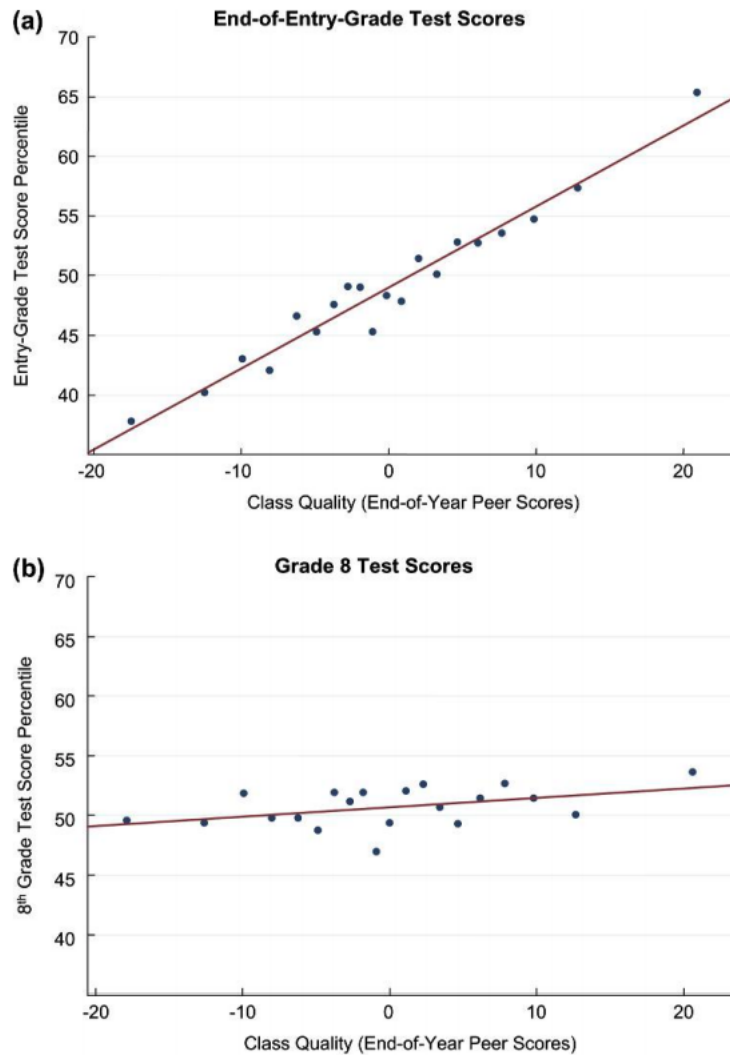 (a)
End-of-Entry-Grade Test Scores
70
65
60
55
50
45
40
Entry-Grade Test Score Percentile
-20 -10 0 10 20
Class Quality (End-of-Year Peer Scores)
(b)
Grade 8 Test Scores
70
65
60
55
50
45
40
8th Grade Test Score Percentile
-20 -10 0 10 20
Class Quality (End-of-Year Peer Scores)